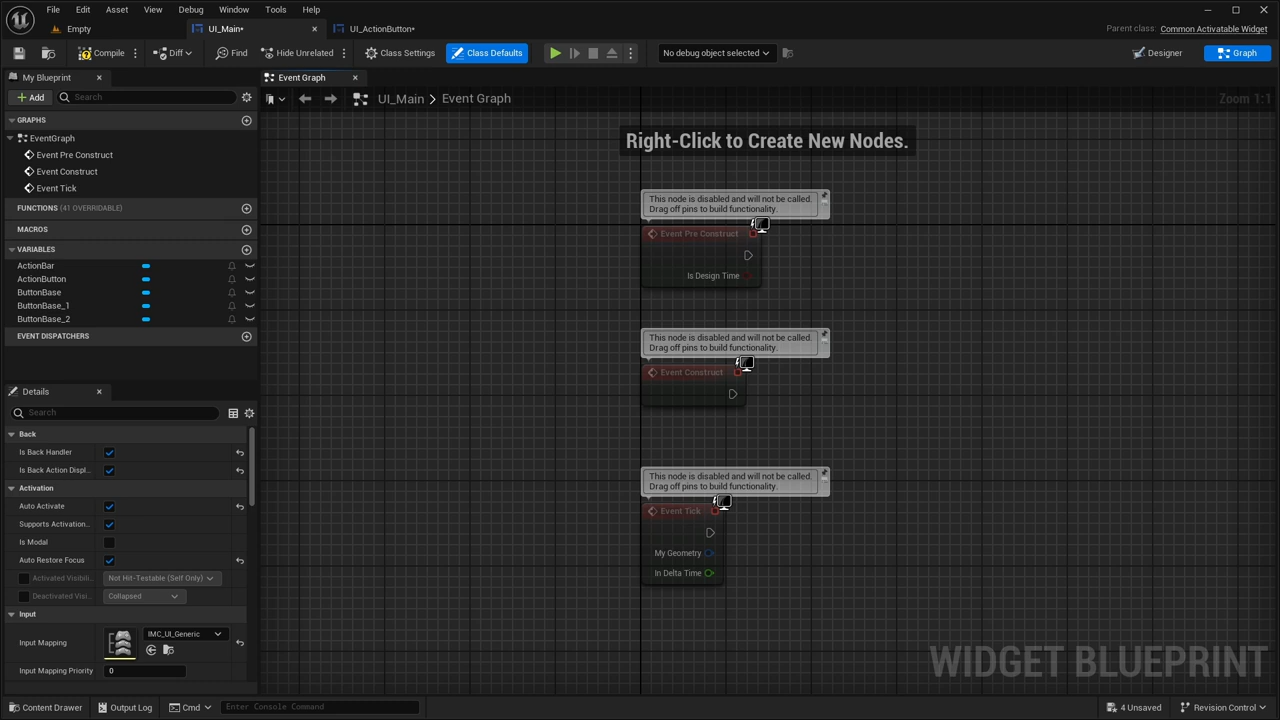 File Edit Asset View Debug Window Tools Help
Empty
UI_Main*
UI_ActionButton*
Parent class: Common Activatable Widget
Compile
Diff
Find
Hide Unrelated
Class Settings
Class Defaults
No debug object selected
Designer
Graph
My Blueprint
Event Graph
Add
Search
UI_Main > Event Graph
Zoom 1:1
Right-Click to Create New Nodes.
GRAPHS
EventGraph
Event Pre Construct
Event Construct
Event Tick
FUNCTIONS (41 OVERRIDABLE)
MACROS
VARIABLES
ActionBar
ActionButton
ButtonBase
ButtonBase_1
ButtonBase_2
EVENT DISPATCHERS
This node is disabled and will not be called.
Drag off pins to build functionality.
Event Pre Construct
Is Design Time
This node is disabled and will not be called.
Drag off pins to build functionality.
Event Construct
This node is disabled and will not be called.
Drag off pins to build functionality.
Event Tick
My Geometry
In Delta Time
Details
Search
Back
Is Back Handler
Is Back Action Displ...
Activation
Auto Activate
Supports Activation...
Is Modal
Auto Restore Focus
Activated Visibili...
Not Hit-Testable (Self Only)
Deactivated Visi...
Collapsed
Input
Input Mapping
IMC_UI_Generic
Input Mapping Priority
0
WIDGET BLUEPRINT
Content Drawer
Output Log
Cmd
Enter Console Command
4 Unsaved
Revision Control